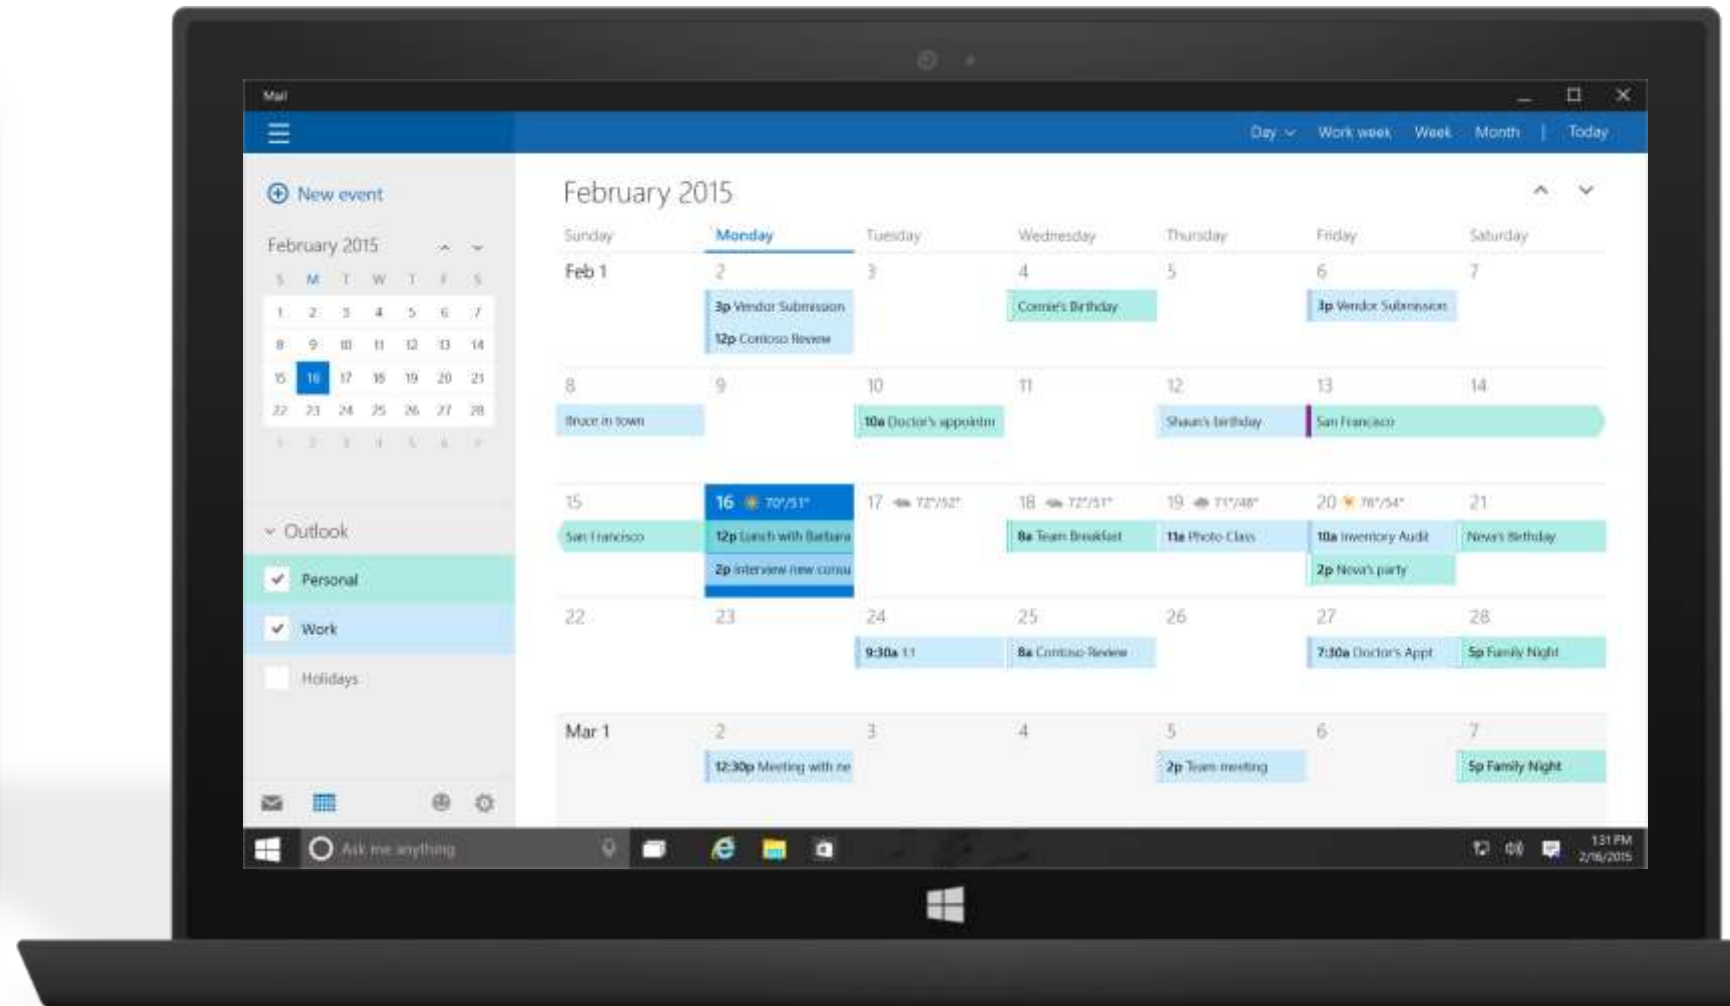 Mail
Day Work week Week Month | Today
New event
February 2015
February 2015
Sunday Monday Tuesday Wednesday Thursday Friday Saturday
S M T W T F S
1 2 3 4 5 6 7
8 9 10 11 12 13 14
15 16 17 18 19 20 21
22 23 24 25 26 27 28
1 2 3 4 5 6 7
Outlook
Personal
Work
Holidays
Feb 1 2 3 4 5 6 7
3p Vendor Submission Connie's Birthday 3p Vendor Submission
12p Contoso Review
8 9 10 11 12 13 14
Bruce in town 10a Doctor's appointm Shaun's birthday San Francisco
15 16 70°/51° 17 72°/52° 18 72°/51° 19 71°/48° 20 76°/54° 21
San Francisco 12p Lunch with Barbara 8a Team Breakfast 11a Photo Class 10a Inventory Audit Neva's Birthday
2p interview new consu 2p Neva's party
22 23 24 25 26 27 28
9:30a 1:1 8a Contoso Review 7:30a Doctor's Appt 5p Family Night
Mar 1 2 3 4 5 6 7
12:30p Meeting with ne 2p Team meeting 5p Family Night
Ask me anything
1:31 PM
2/16/2015